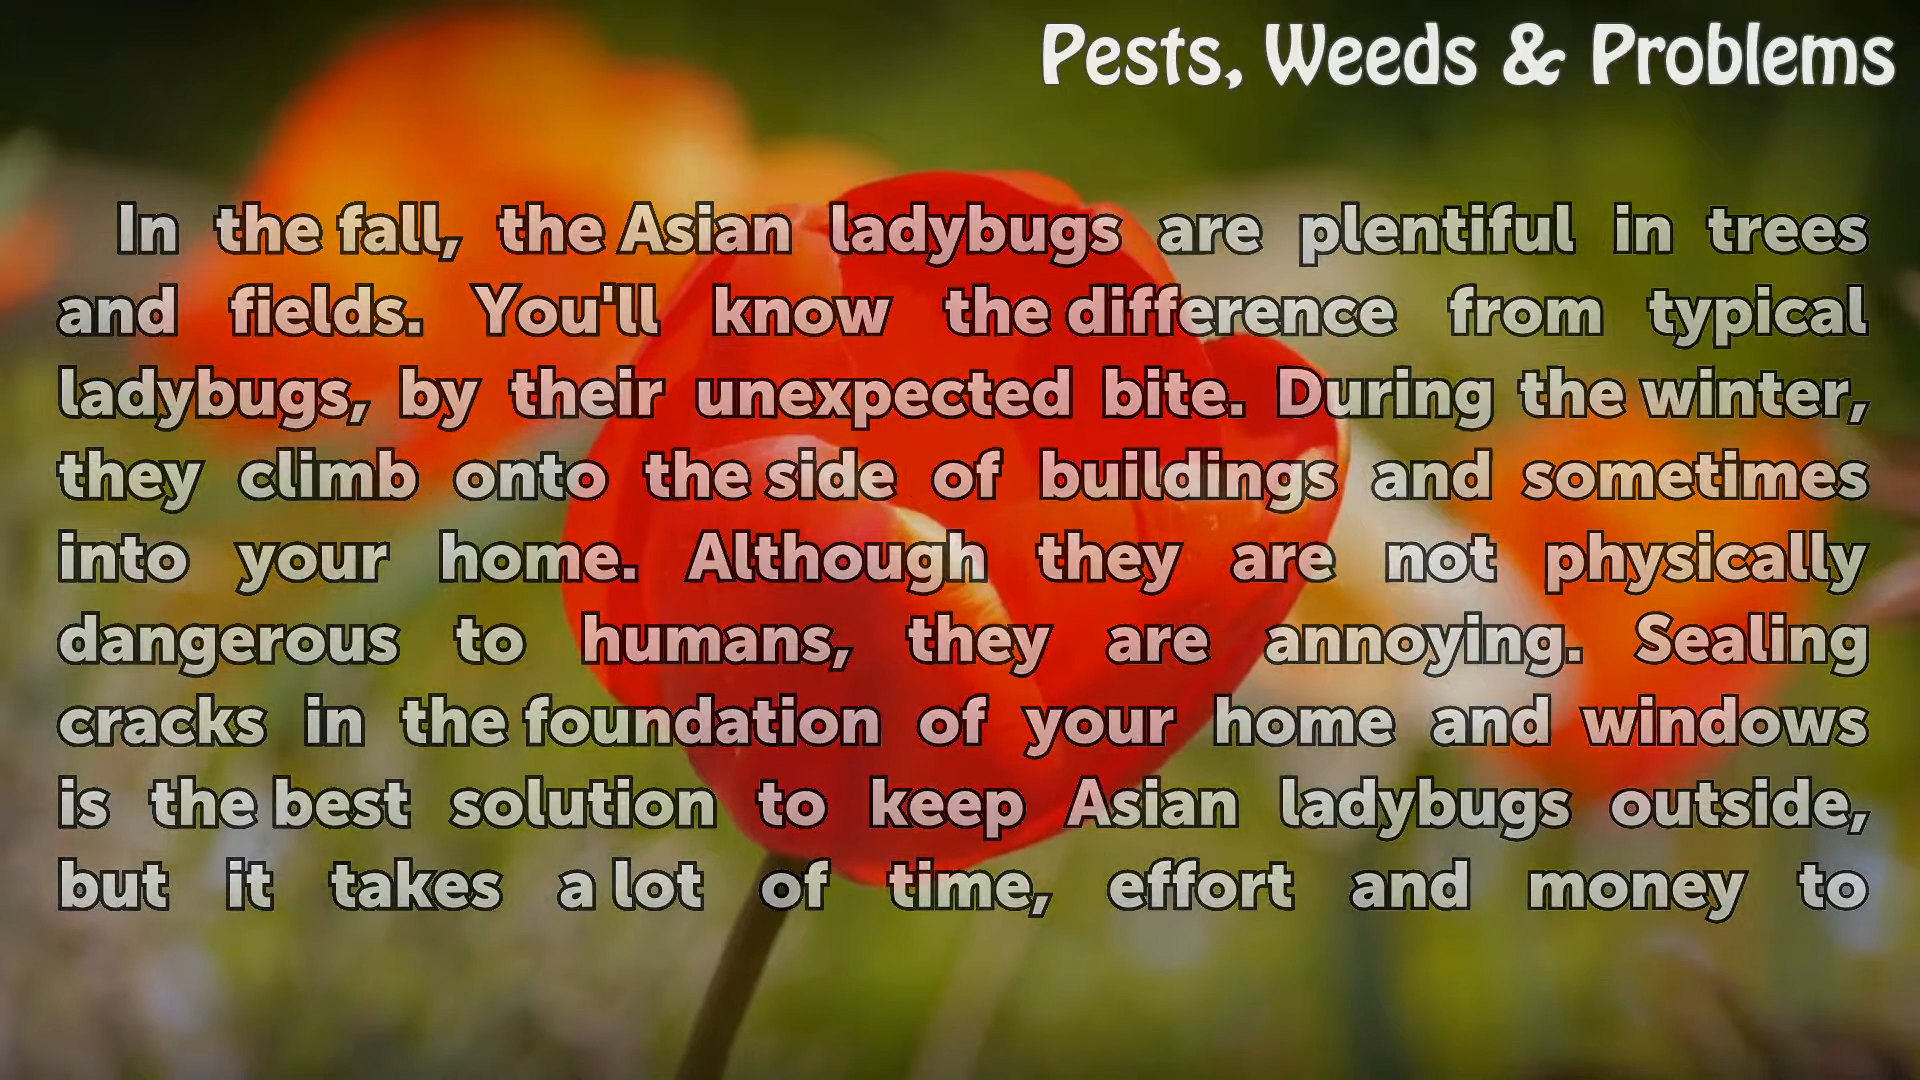 Pests, Weeds & Problems
In the fall, the Asian ladybugs are plentiful in trees
and fields. You'll know the difference from typical
ladybugs, by their unexpected bite. During the winter,
they climb onto the side of buildings and sometimes
into your home. Although they are not physically
dangerous to humans, they are annoying. Sealing
cracks in the foundation of your home and windows
is the best solution to keep Asian ladybugs outside,
but it takes a lot of time, effort and money to